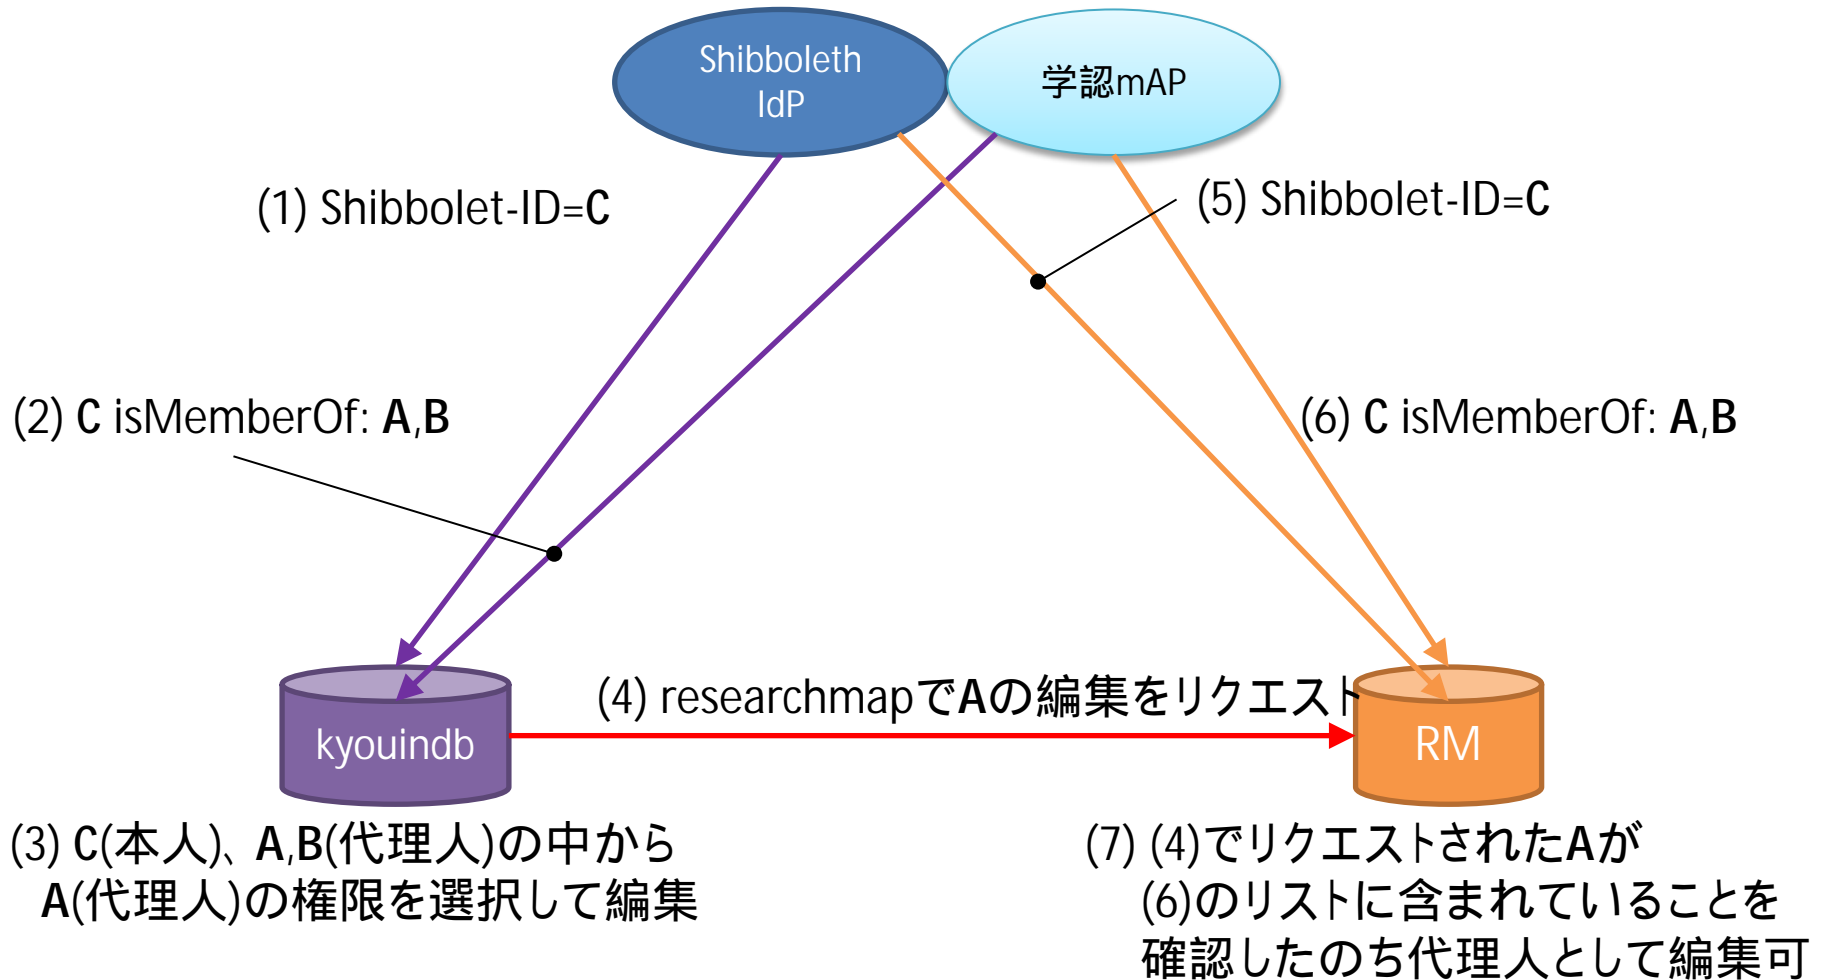 Shibboleth
IdP
学認mAP
(1) Shibbolet-ID=C
(5) Shibbolet-ID=C
(2) C isMemberOf: A,B
(6) C isMemberOf: A,B
(4) researchmapでAの編集をリクエスト
kyouindb
RM
(3) C(本人)、A,B(代理人)の中から
A(代理人)の権限を選択して編集
(7) (4)でリクエストされたAが
(6)のリストに含まれていることを
確認したのち代理人として編集可